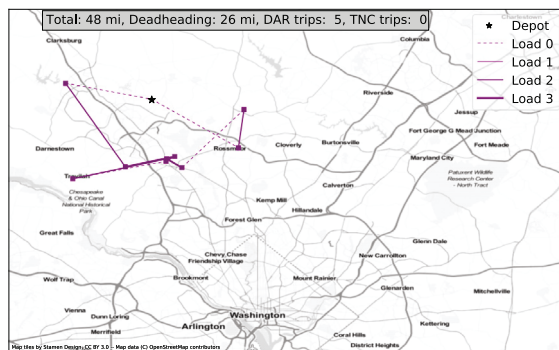 Total: 48 mi, Deadheading: 26 mi, DAR trips:  5, TNC trips:  0
Clarksburg
Columbia
Depot
Load 0
Load 1
Load 2
Load 3
Riverside
Jessup
Fort George G Mead Junction
Fort Meade
Darnestown
Cloverly
Burtonsville
Maryland City
Patuxent Wildlife
Research Center
- North Tract
Calverton
Chesapeake
& Ohio Canal
National Historical
Park
Kemp Mill
Hillandale
Forest Glen
Great Falls
Glenn Dale
Chevy Chase
Friendship Village
New Carrollton
Wolf Trap
Brookmont
Mount Rainier
Glenarden
Mitchellville
Vienna
Dunn Loring
Washington
Kettering
Merrifield
Arlington
Coral Hills
District Heights
Map tiles by Stamen Design, CC BY 3.0 -- Map data (C) OpenStreetMap contributors